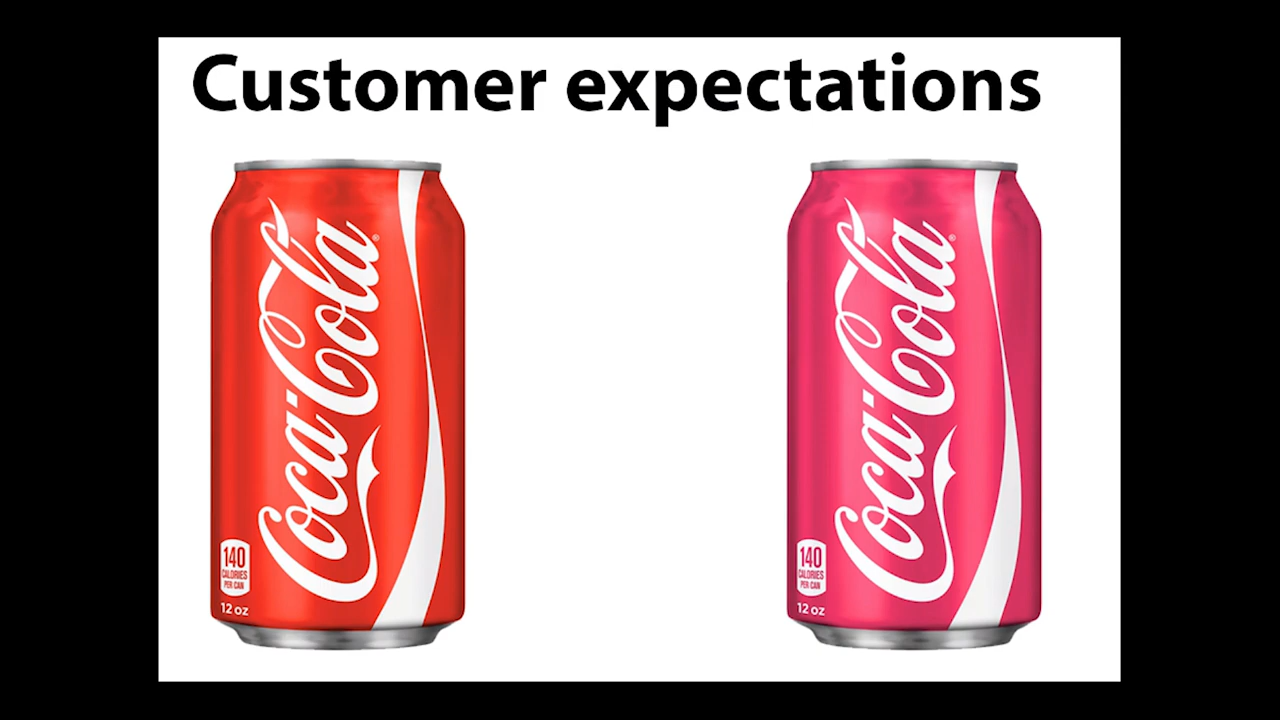 Customer expectations
Coca-Cola®
140
CALORIES
PER CAN
12 oz
Coca-Cola®
140
CALORIES
PER CAN
12 oz